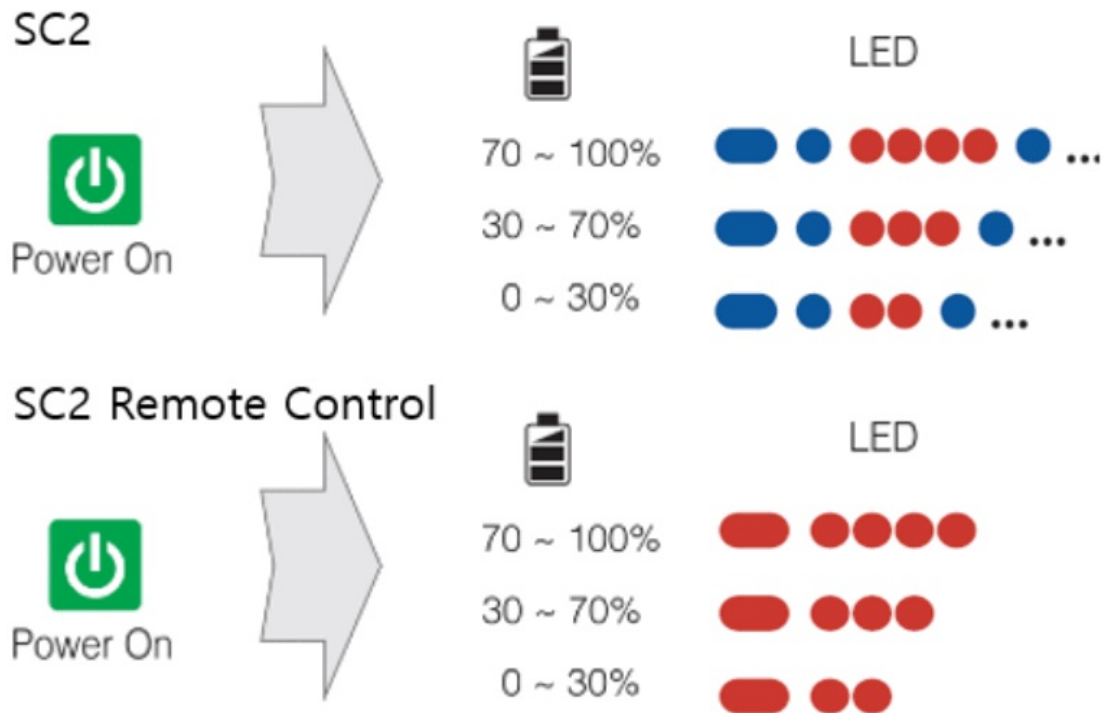 SC2
LED
Power On
70 ~ 100%
...
30 ~ 70%
...
0 ~ 30%
...
SC2 Remote Control
LED
Power On
70 ~ 100%
30 ~ 70%
0 ~ 30%